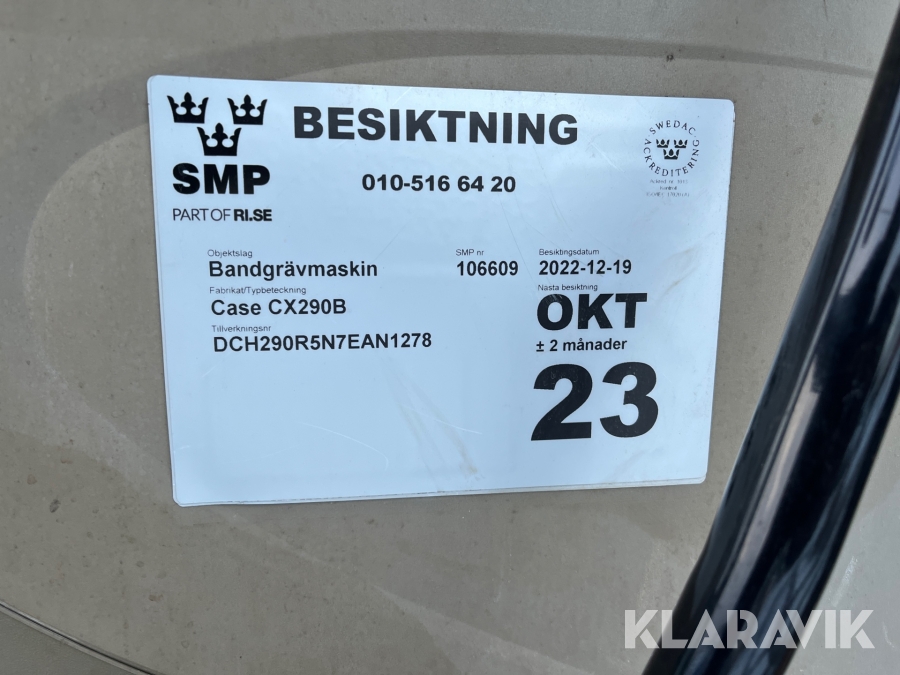 BESIKTNING
010-516 64 20
SMP
PART OF RI.SE
SWEDAC
ACKREDITERING
Objektslag
Bandgrävmaskin
SMP nr
106609
Besiktingsdatum
2022-12-19
Fabrikat/Typbeteckning
Case CX290B
Nästa besiktning
OKT
± 2 månader
23
Tillverkningsnr
DCH290R5N7EAN1278
KLARAVIK